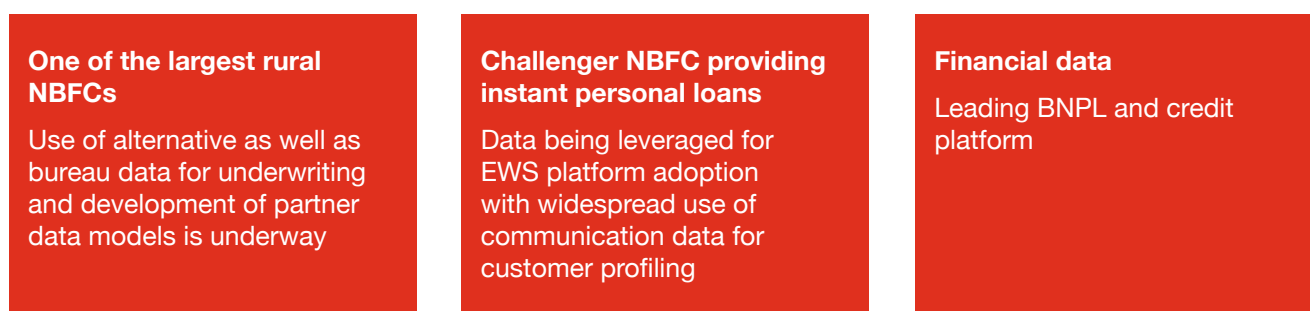 One of the largest rural
NBFCs
Use of alternative as well as
bureau data for underwriting
and development of partner
data models is underway
Challenger NBFC providing
instant personal loans
Data being leveraged for
EWS platform adoption
with widespread use of
communication data for
customer profiling
Financial data
Leading BNPL and credit
platform